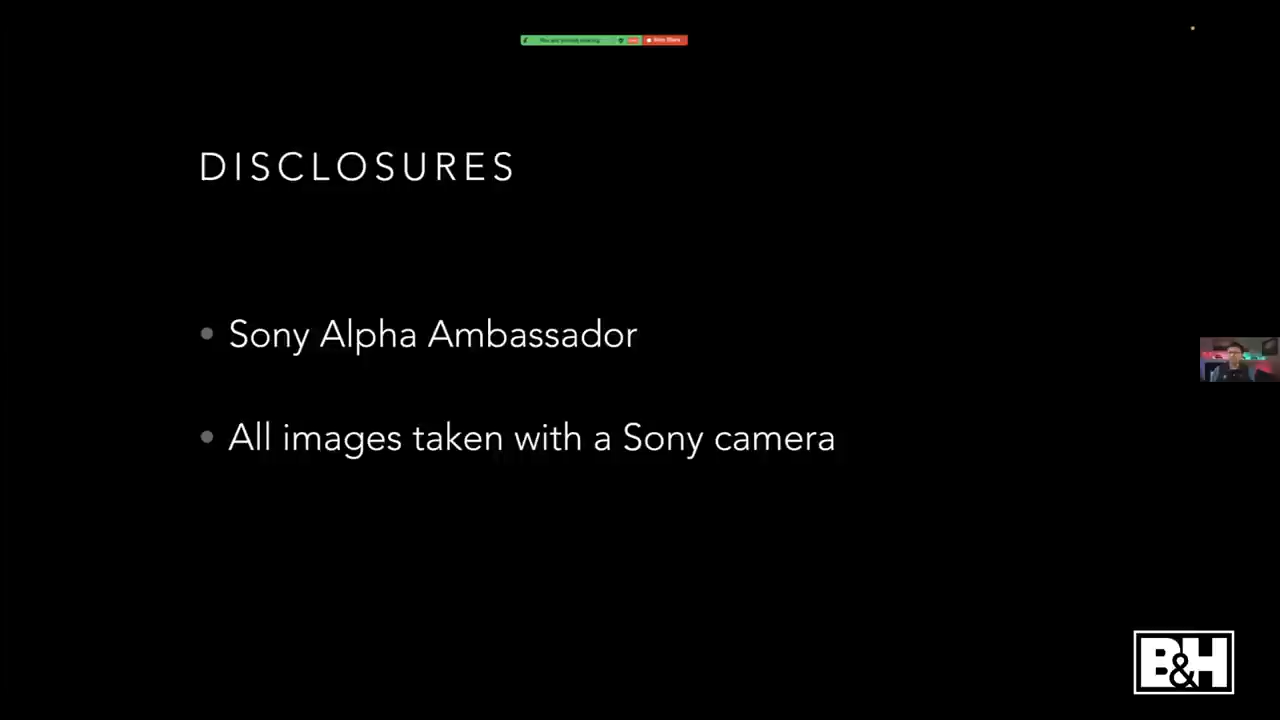 DISCLOSURES
• Sony Alpha Ambassador
• All images taken with a Sony camera
B&H